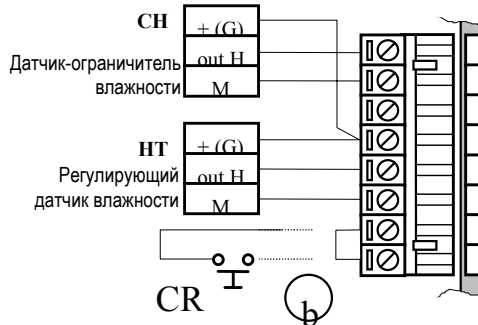 CH
+ (G)
out H
M
Датчик-ограничитель
влажности
HT
+ (G)
out H
M
Регулирующий
датчик влажности
CR
b